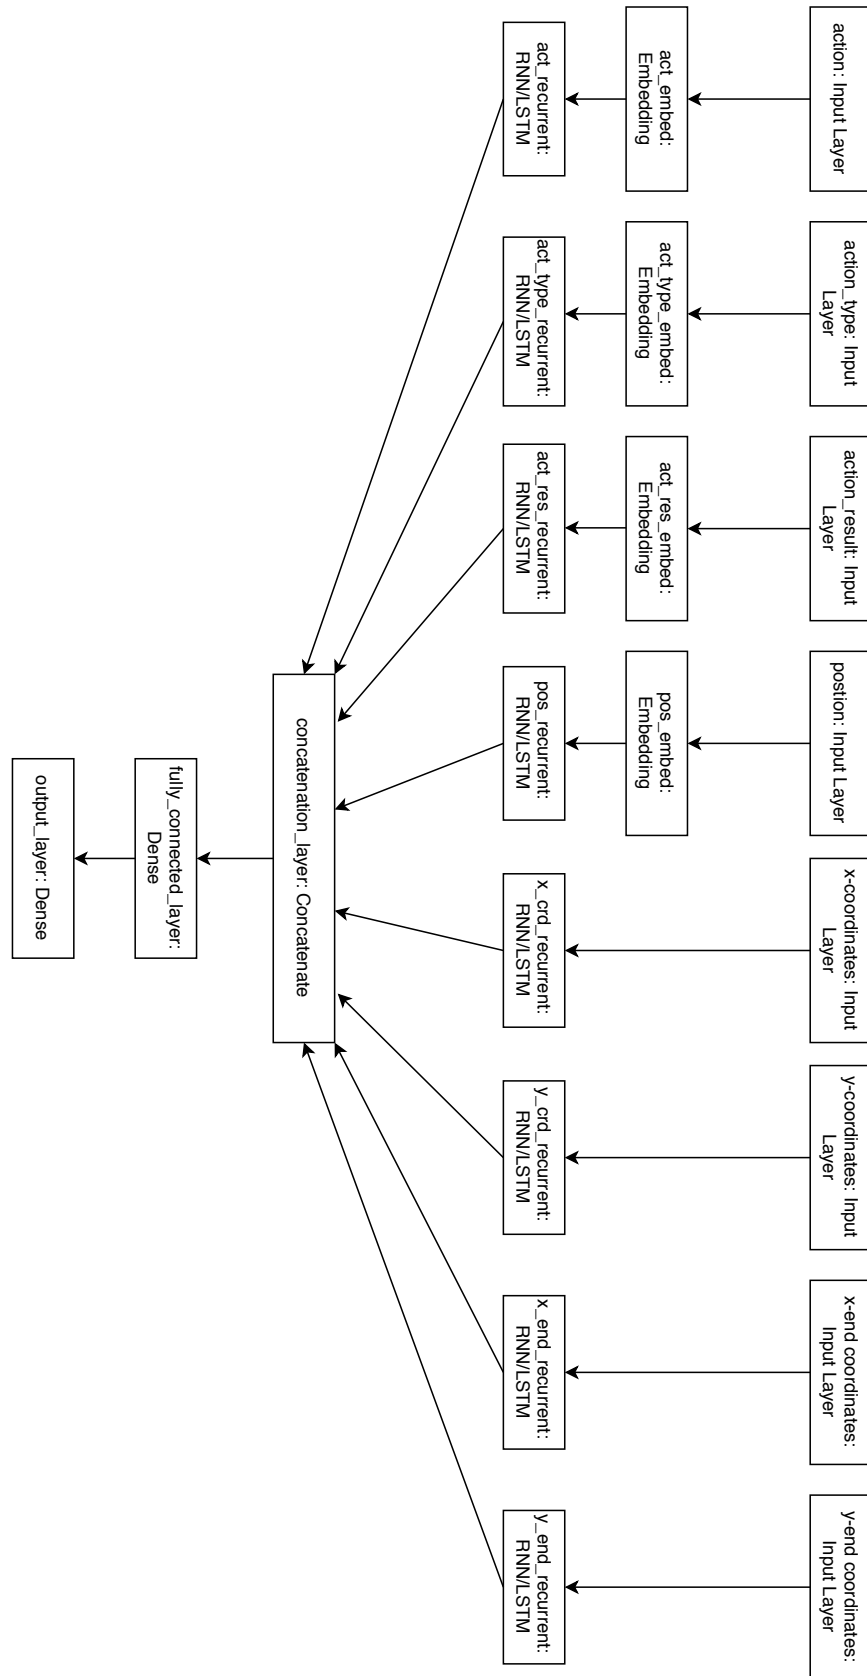 action: Input Layer
action_type: Input
Layer
action_result: Input
Layer
postion: Input Layer
x-coordinates: Input
Layer
y-coordinates: Input
Layer
x-end coordinates:
Input Layer
y-end coordinates:
Input Layer
act_embed:
Embedding
act_type_embed:
Embedding
act_res_embed:
Embedding
pos_embed:
Embedding
act_recurrent:
RNN/LSTM
act_type_recurrent:
RNN/LSTM
act_res_recurrent:
RNN/LSTM
pos_recurrent:
RNN/LSTM
x_crd_recurrent:
RNN/LSTM
y_crd_recurrent:
RNN/LSTM
x_end_recurrent:
RNN/LSTM
y_end_recurrent:
RNN/LSTM
concatenation_layer: Concatenate
fully_connected_layer:
Dense
output_layer: Dense